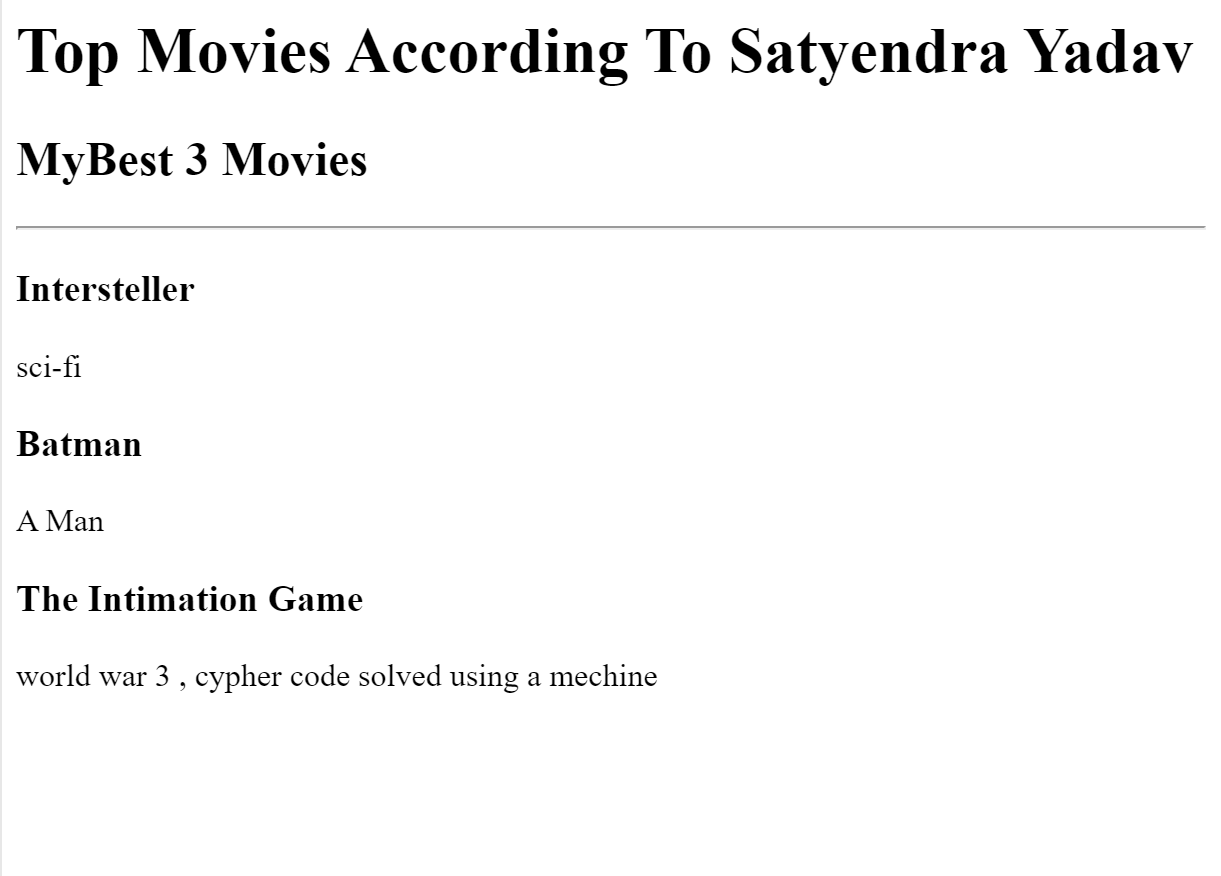 Top Movies According To Satyendra Yadav
MyBest 3 Movies
Intersteller
sci-fi
Batman
A Man
The Intimation Game
world war 3 , cypher code solved using a mechine